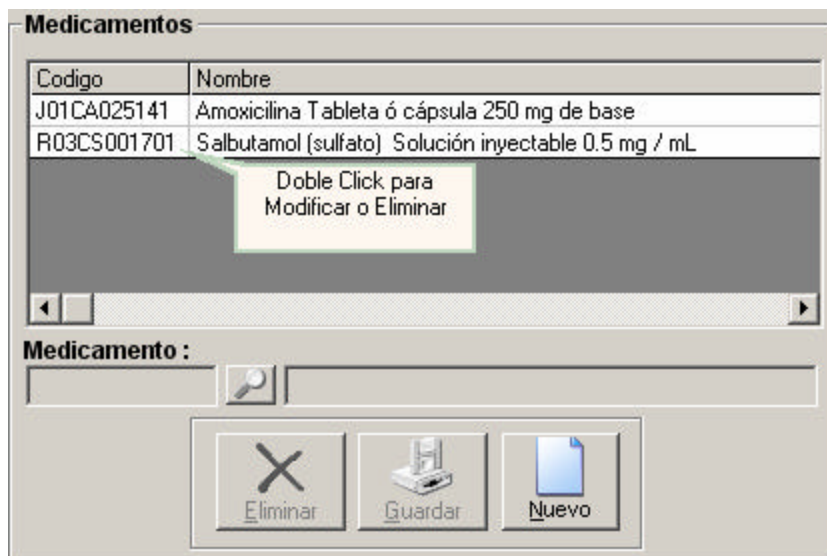 Medicamentos
Codigo Nombre
J01CA025141 Amoxicilina Tableta ó cápsula 250 mg de base
R03CS001701 Salbutamol (sulfato) Solución inyectable 0.5 mg / mL
Doble Click para
Modificar o Eliminar
Medicamento :
Eliminar Guardar Nuevo